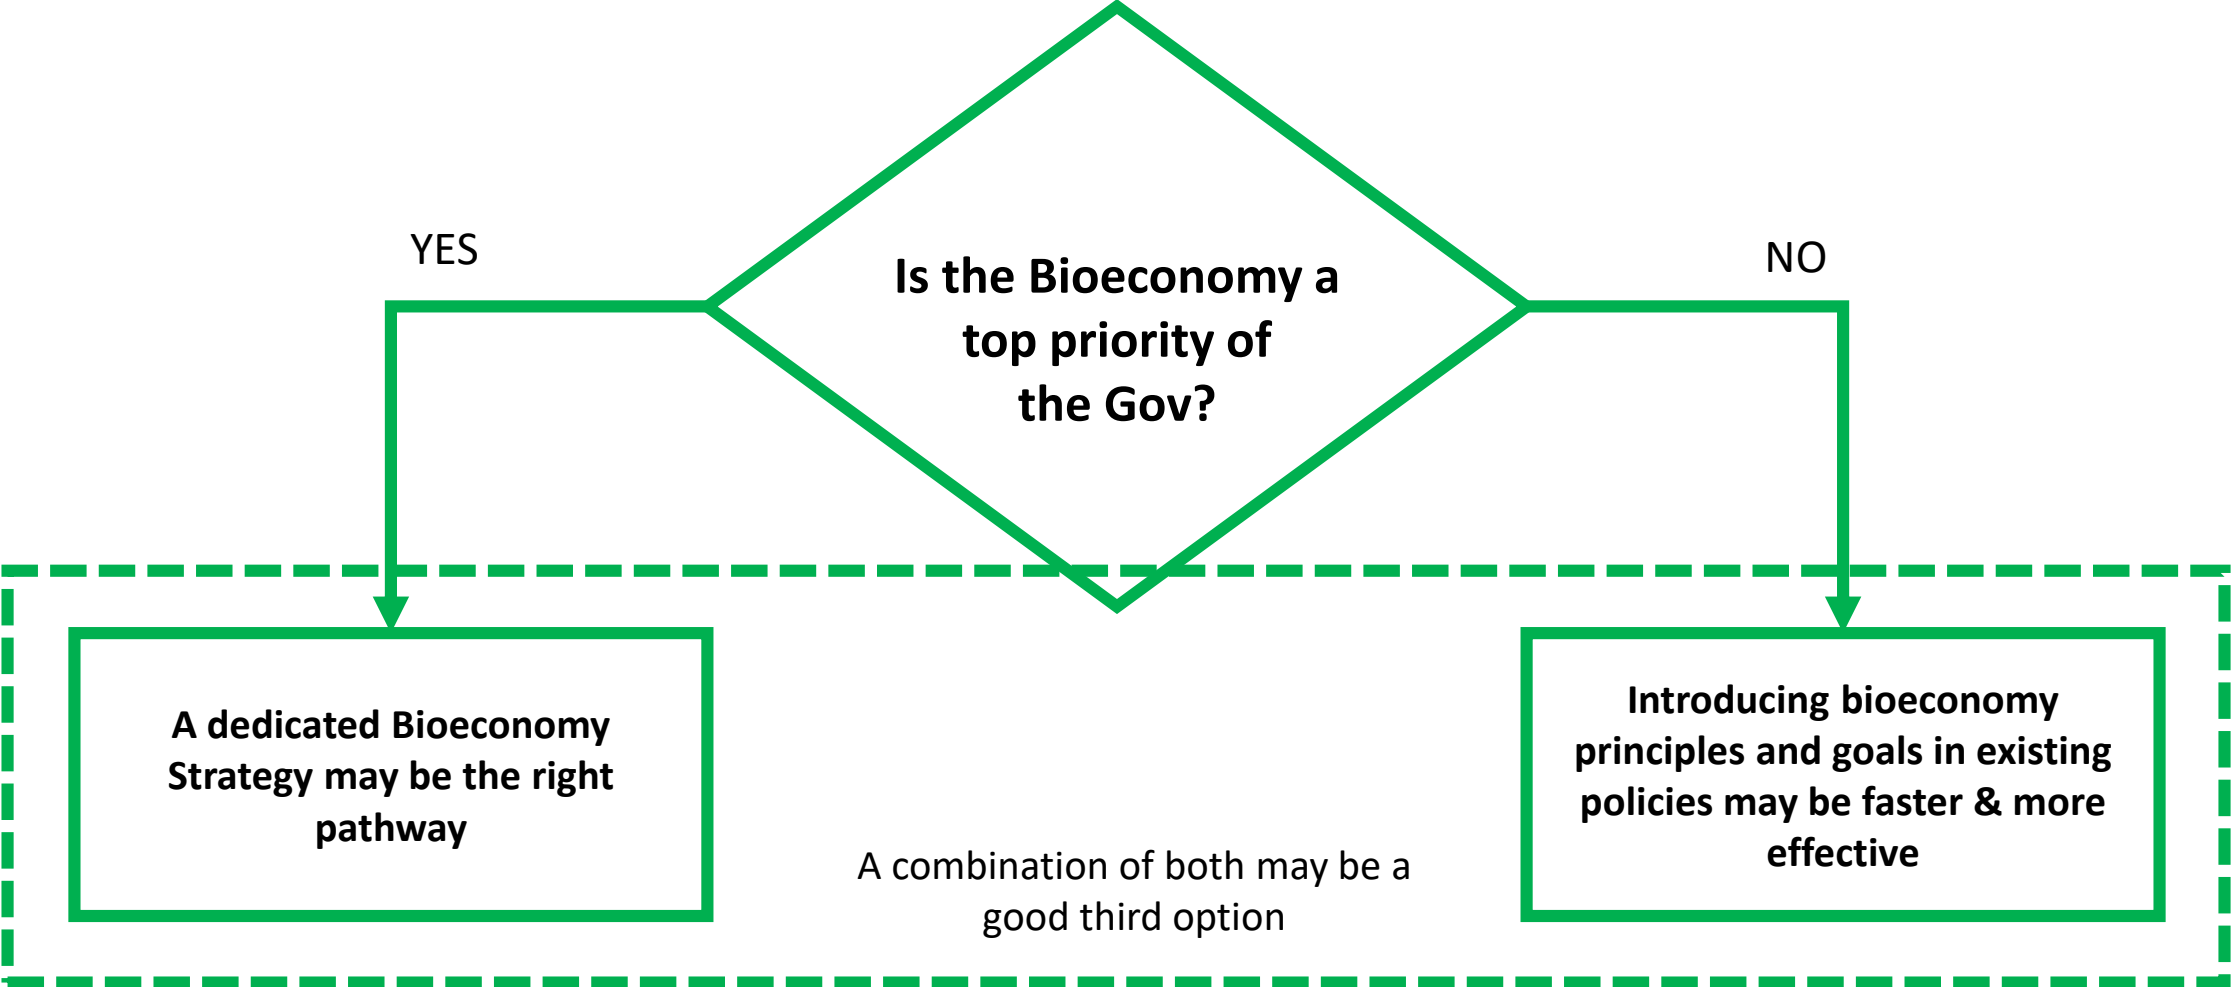 YES
NO
Is the Bioeconomy a
top priority of
the Gov?
A dedicated Bioeconomy
Strategy may be the right
pathway
A combination of both may be a
good third option
Introducing bioeconomy
principles and goals in existing
policies may be faster & more
effective